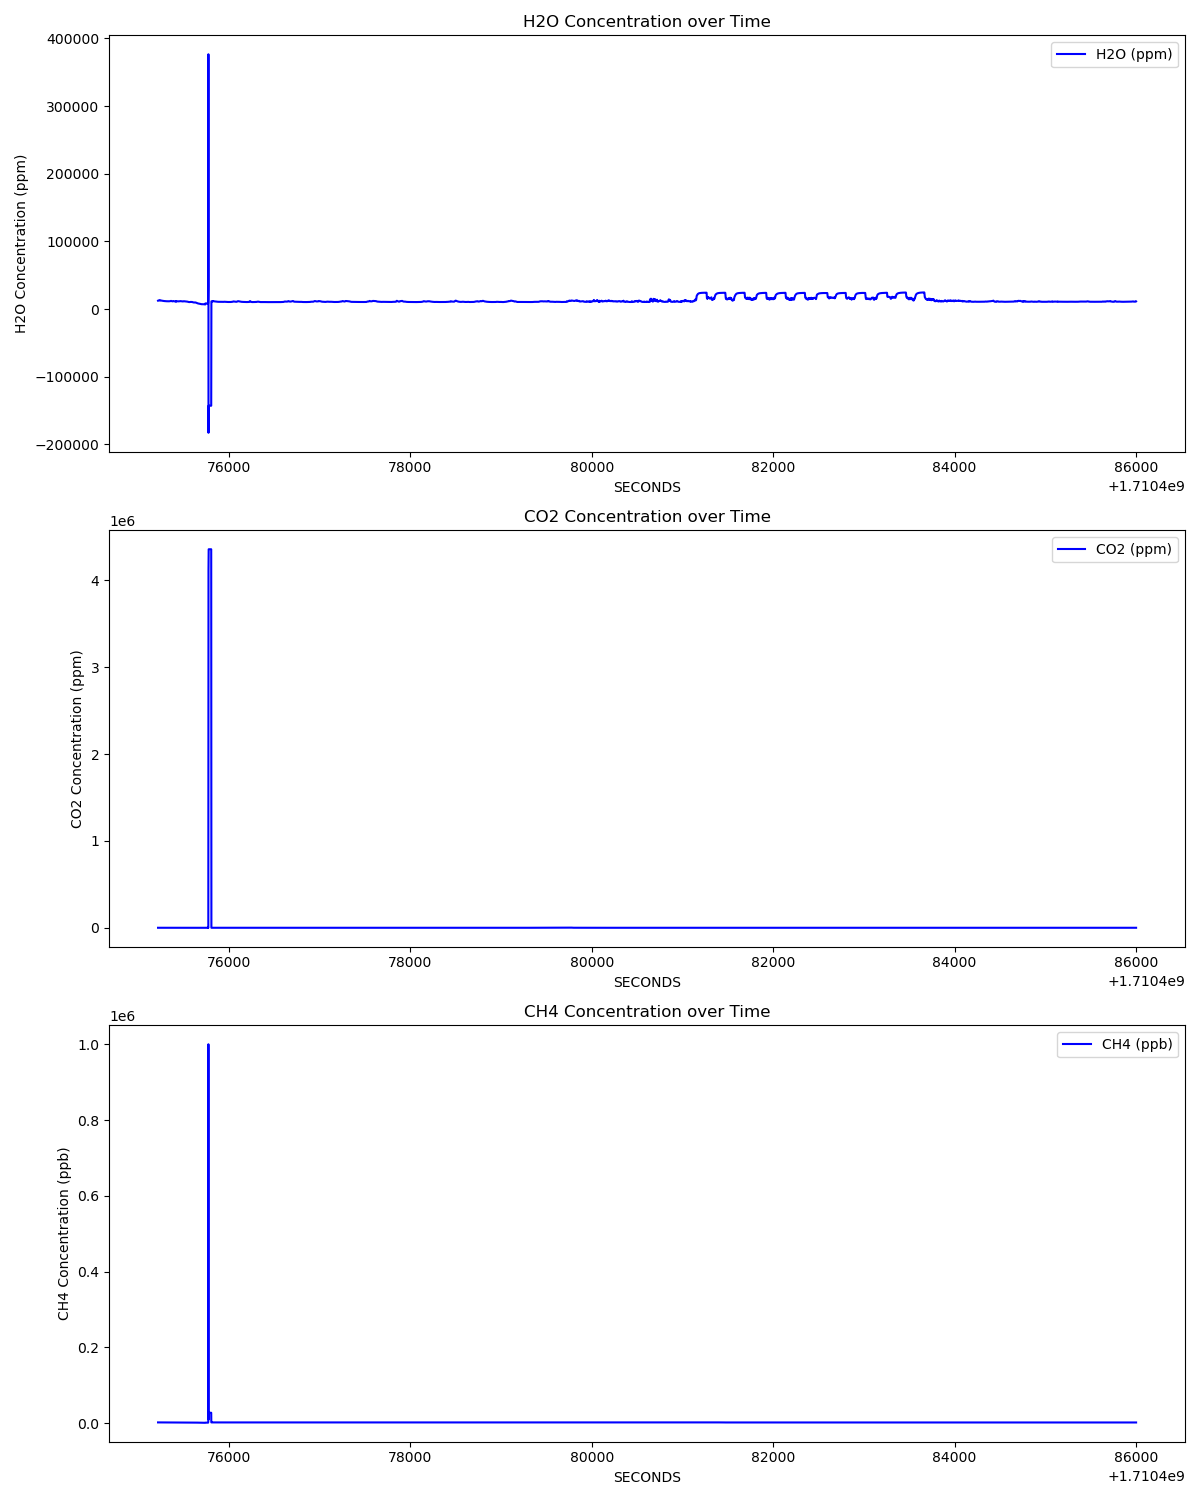 H2O Concentration over Time
400000
300000
200000
100000
0
−100000
−200000
H2O Concentration (ppm)
H2O (ppm)
76000 78000 80000 82000 84000 86000
SECONDS
+1.7104e9
CO2 Concentration over Time
1e6
4
3
2
1
0
CO2 Concentration (ppm)
CO2 (ppm)
76000 78000 80000 82000 84000 86000
SECONDS
+1.7104e9
CH4 Concentration over Time
1e6
1.0
0.8
0.6
0.4
0.2
0.0
CH4 Concentration (ppb)
CH4 (ppb)
76000 78000 80000 82000 84000 86000
SECONDS
+1.7104e9